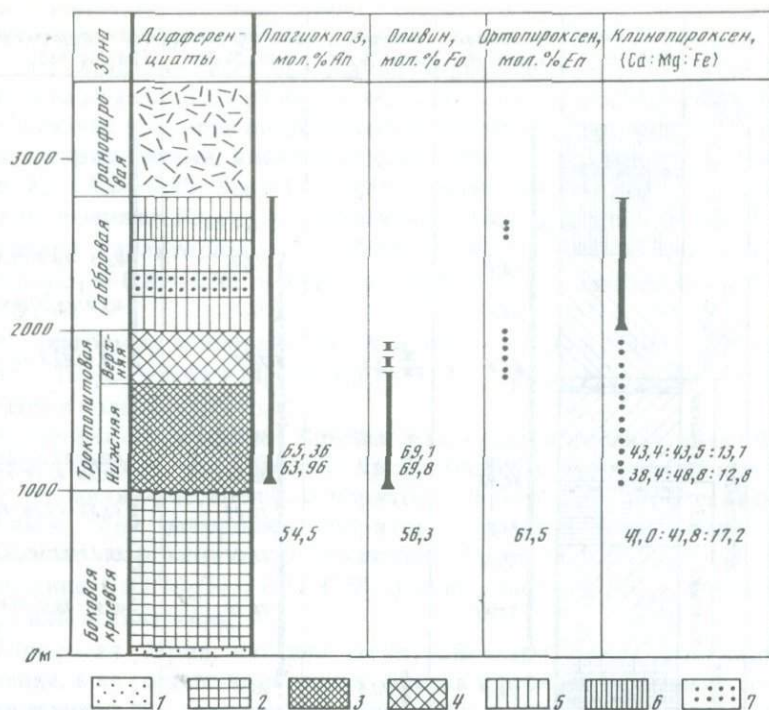 Зона
Дифферен-
циаты
Плагиоклаз,
мол.% An
Оливин,
мол.% Fo
Ортопироксен,
мол.% En
Клинопироксен,
(Ca:Mg:Fe)
3000
Гранофиро-
вая
Габбровая
2000
Троктолитовая
Верх-
няя
Нижняя
65,36
69,1
43,4:43,5:13,1
63,96
69,8
38,4:48,8:12,8
1000
54,5
56,3
61,5
41,0:41,8:17,2
Боковая
краевая
0м
1
2
3
4
5
6
7